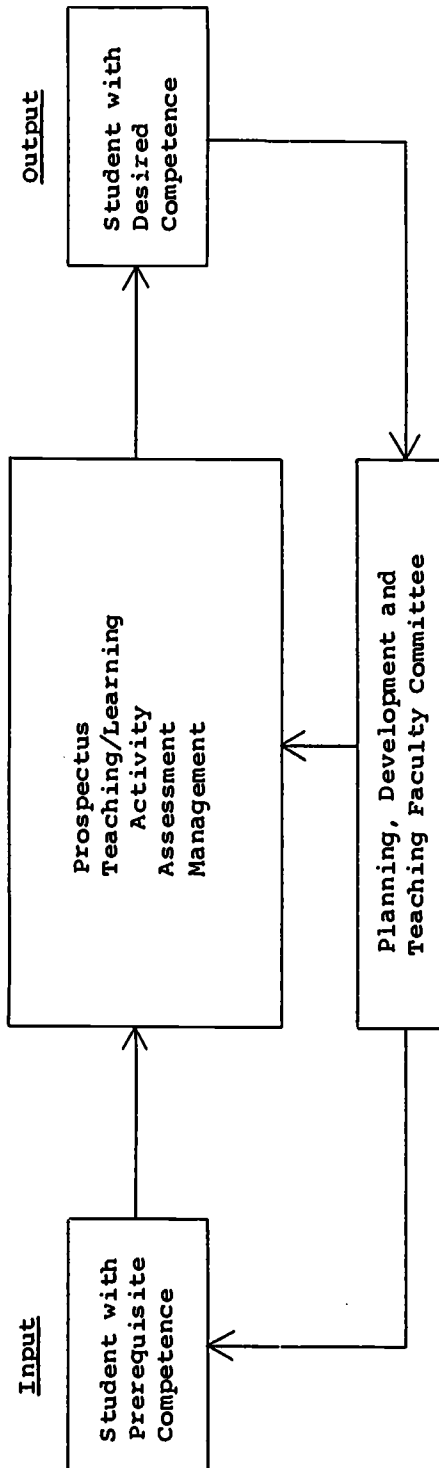 Input
Output
Student with
Prerequisite
Competence
Prospectus
Teaching/Learning
Activity
Assessment
Management
Student with
Desired
Competence
Planning, Development and
Teaching Faculty Committee